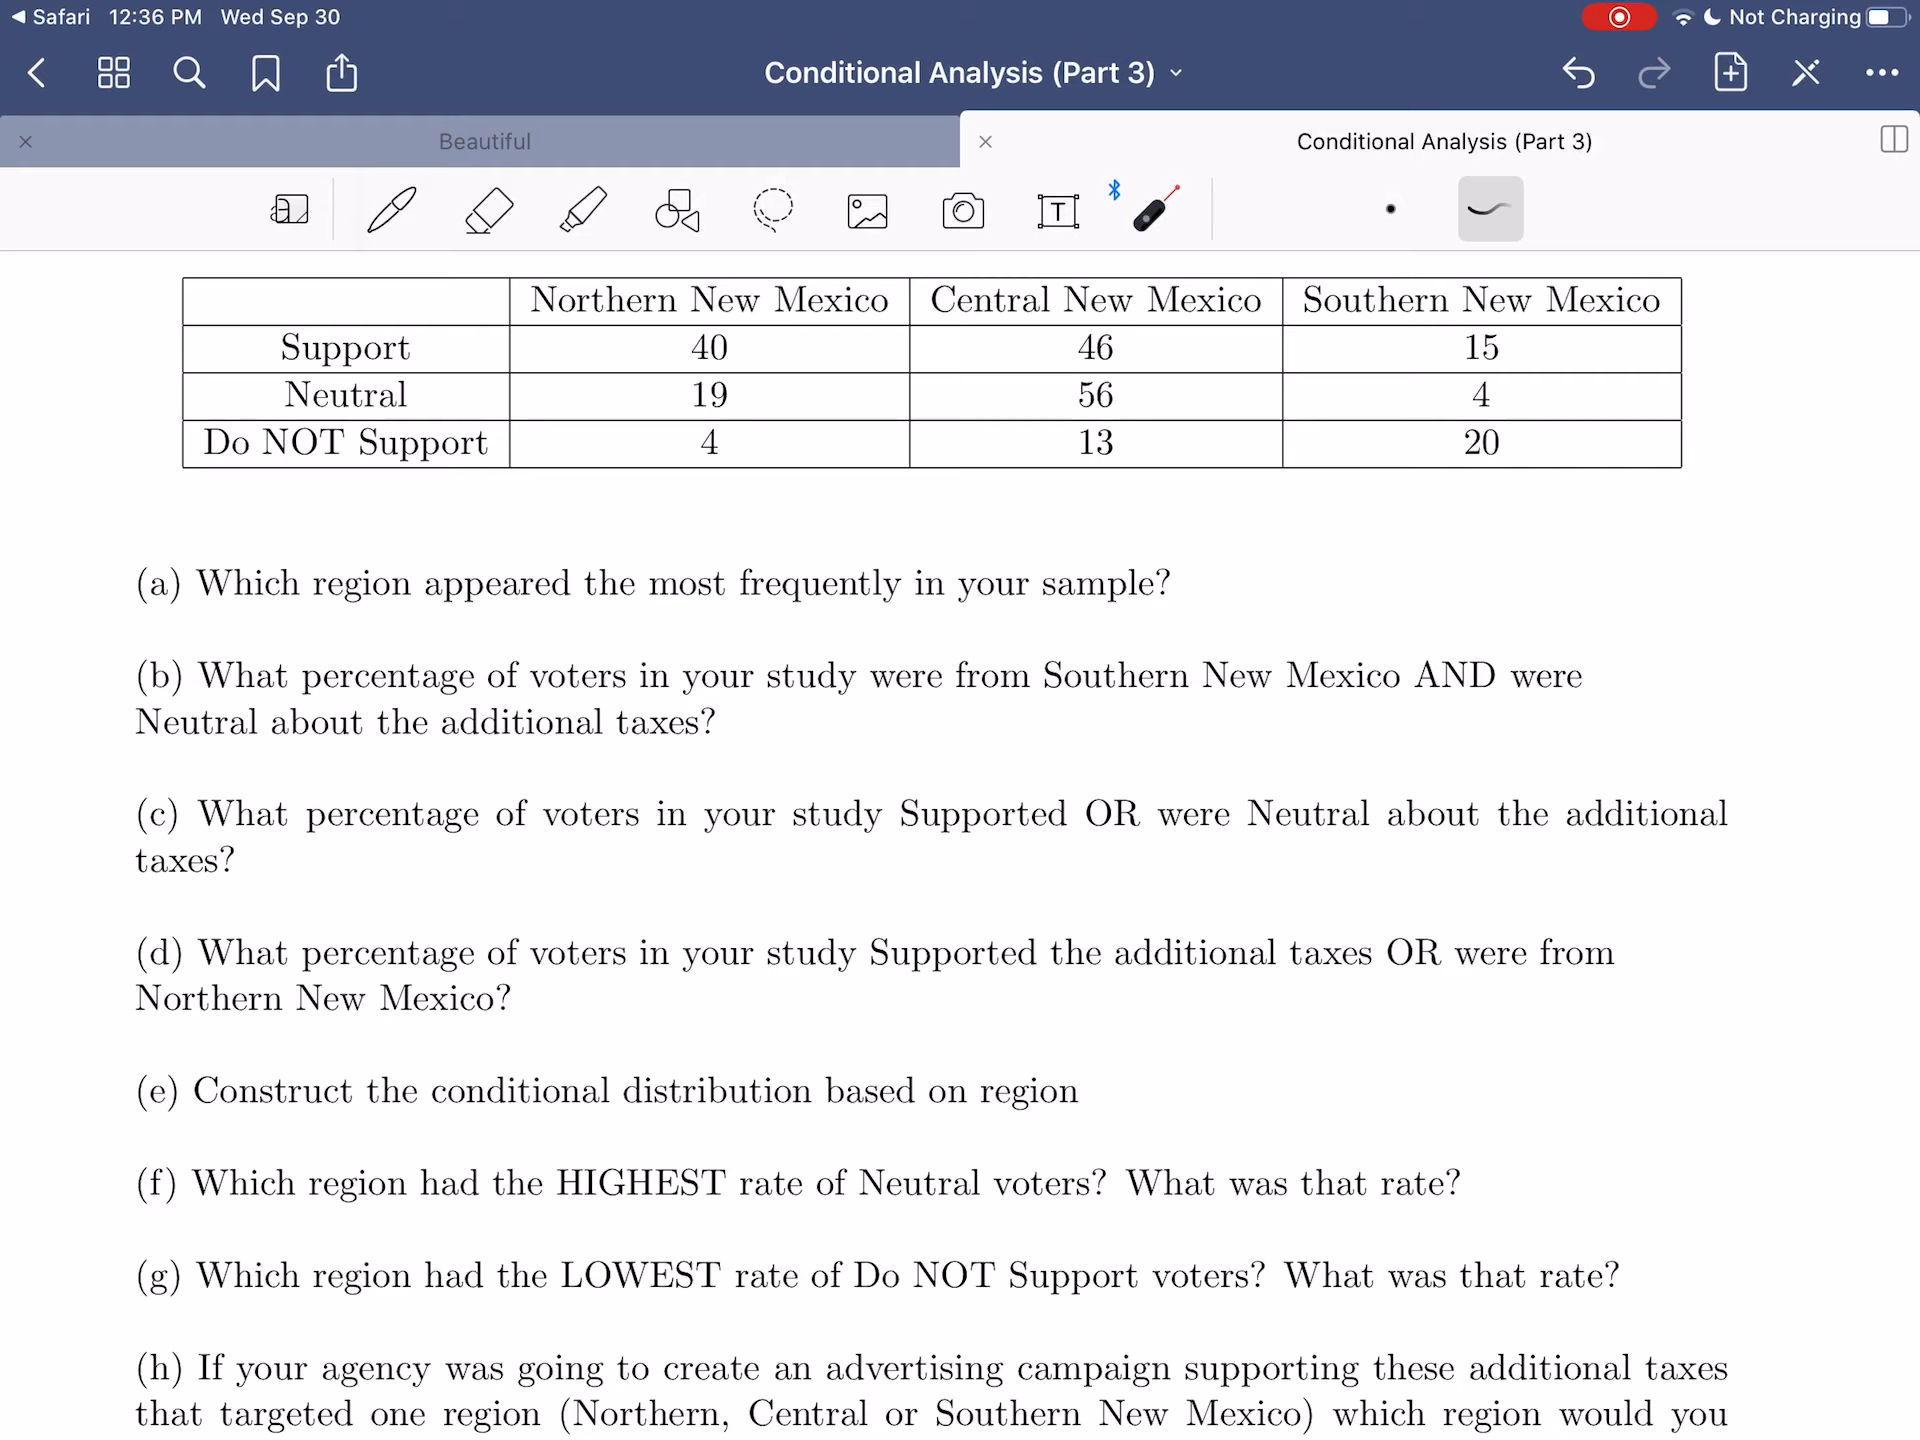 Safari 12:36 PM Wed Sep 30 Not Charging
Conditional Analysis (Part 3)
Beautiful Conditional Analysis (Part 3)
a T
Northern New Mexico Central New Mexico Southern New Mexico
Support 40 46 15
Neutral 19 56 4
Do NOT Support 4 13 20
(a) Which region appeared the most frequently in your sample?
(b) What percentage of voters in your study were from Southern New Mexico AND were
Neutral about the additional taxes?
(c) What percentage of voters in your study Supported OR were Neutral about the additional
taxes?
(d) What percentage of voters in your study Supported the additional taxes OR were from
Northern New Mexico?
(e) Construct the conditional distribution based on region
(f) Which region had the HIGHEST rate of Neutral voters? What was that rate?
(g) Which region had the LOWEST rate of Do NOT Support voters? What was that rate?
(h) If your agency was going to create an advertising campaign supporting these additional taxes
that targeted one region (Northern, Central or Southern New Mexico) which region would you